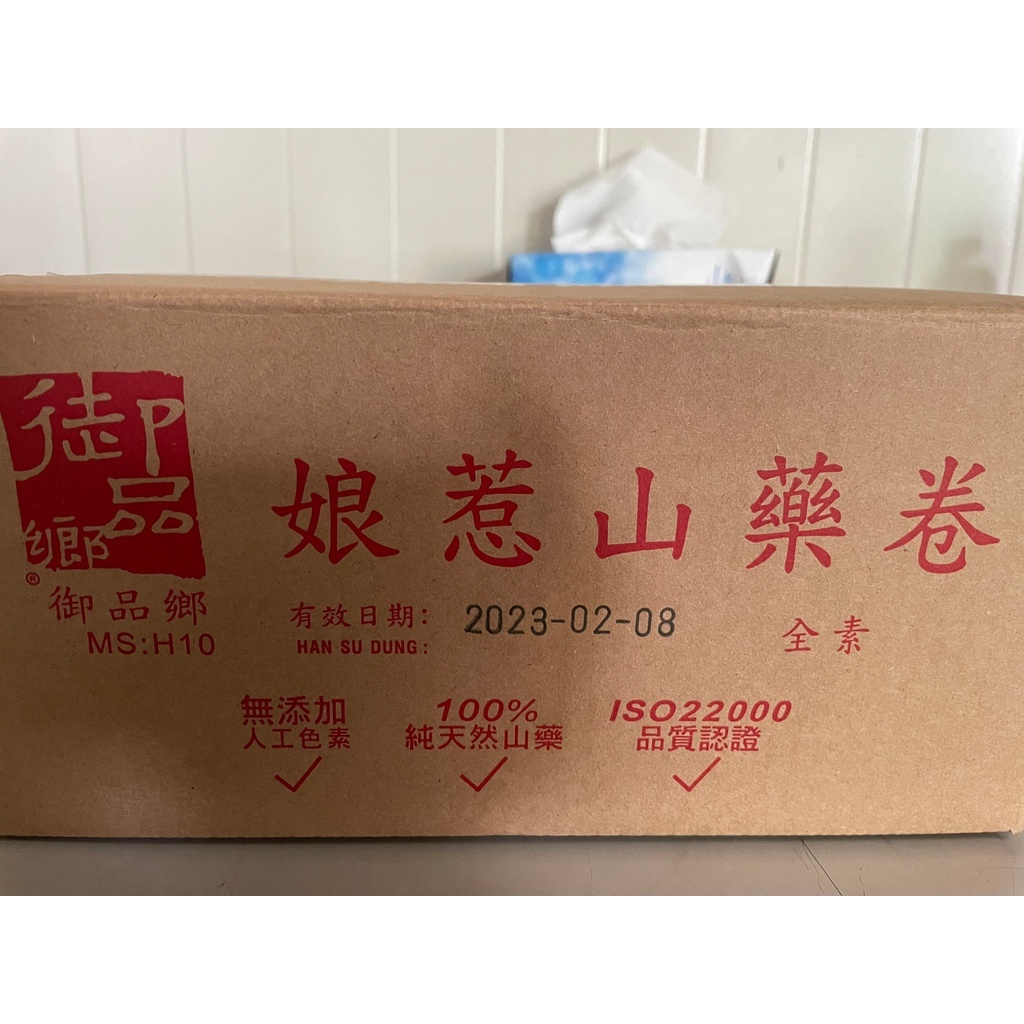 御品鄉
®
御品鄉
MS:H10
娘惹山藥卷
有效日期: 2023-02-08
HAN SU DUNG:
全素
無添加
人工色素
100%
純天然山藥
ISO22000
品質認證